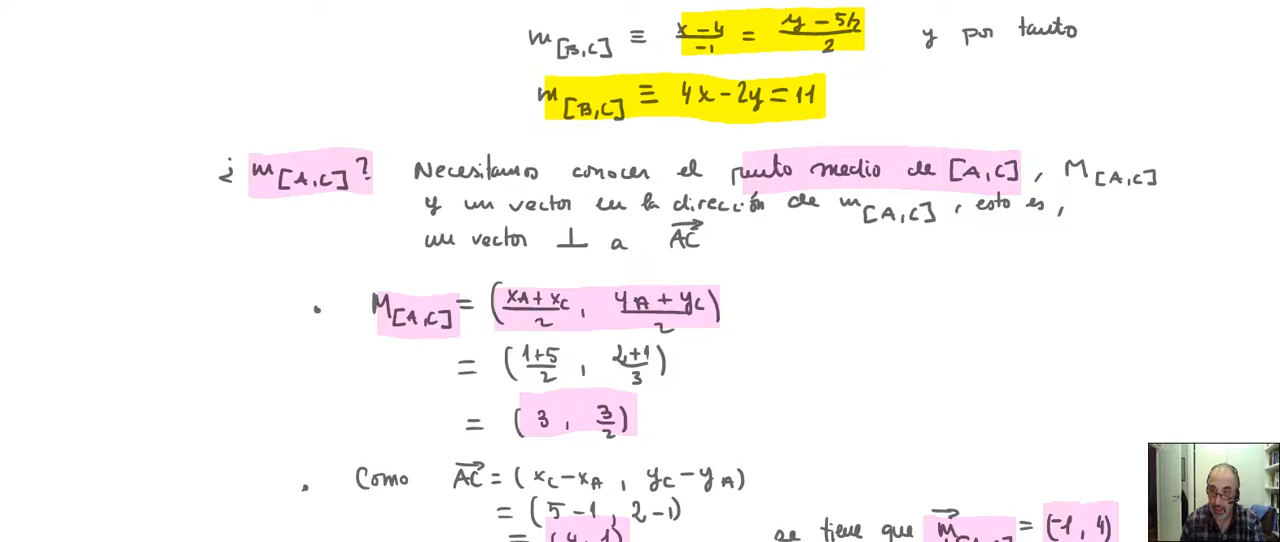 m[B,C] ≡ x-4/-1 = y-5/2/2 y por tanto
m[B,C] ≡ 4x-2y=11
¿ m[A,C]? Necesitamos conocer el punto medio de [A,C], M[A,C]
y un vector en la dirección de m[A,C], esto es,
un vector ⊥ a AC→
· M[A,C] = (xA+xC/2, yA+yC/2)
= (1+5/2, 2+1/3)
= (3, 3/2)
· Como AC→ = (xC-xA, yC-yA)
= (5-1, 2-1)
= (4,1) se tiene que m→[A,C] = (-1,4)